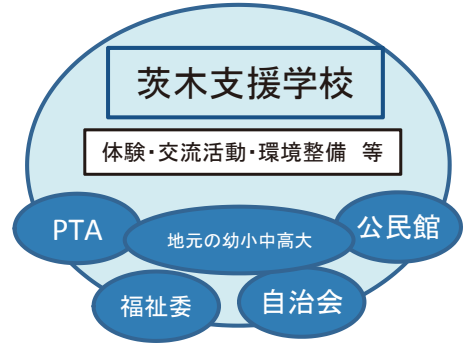 茨木支援学校
体験・交流活動・環境整備　等
PTA
地元の幼小中高大
公民館
福祉委
自治会